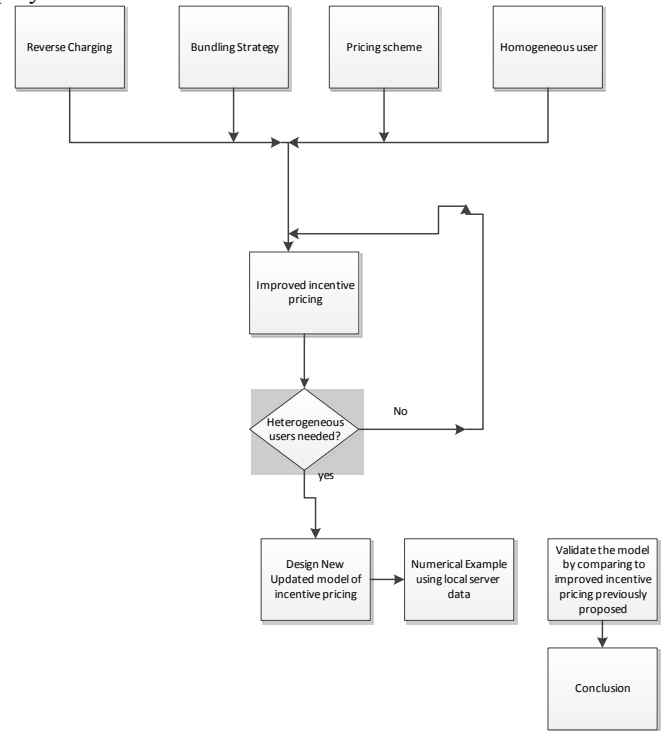 Reverse Charging
Bundling Strategy
Pricing scheme
Homogeneous user
Improved incentive
pricing
Heterogeneous
users needed?
No
yes
Design New
Updated model of
incentive pricing
Numerical Example
using local server
data
Validate the model
by comparing to
improved incentive
pricing previously
proposed
Conclusion